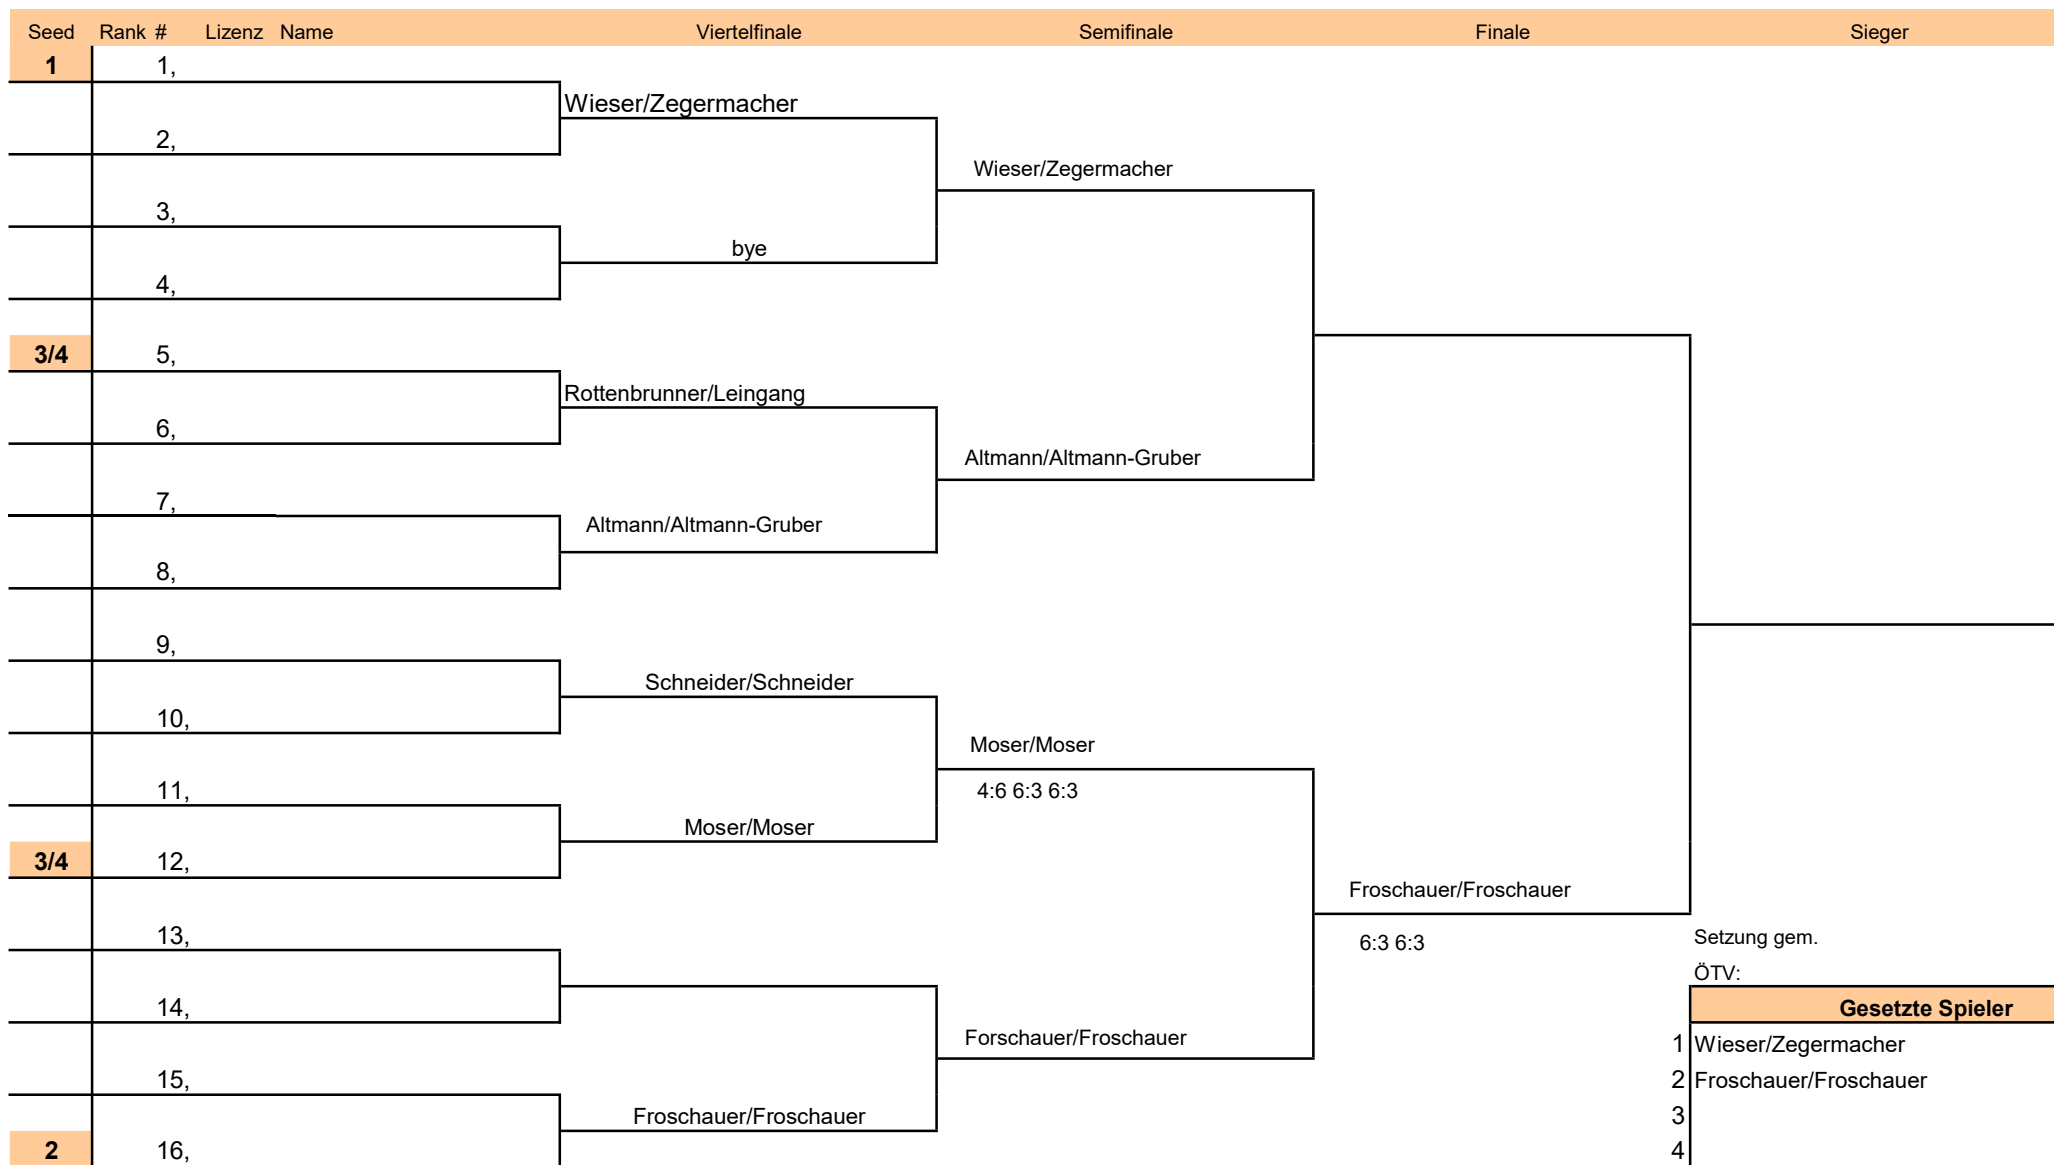 Seed Rank # Lizenz Name Viertelfinale Semifinale Finale Sieger
1 1,
Wieser/Zegermacher
2,
Wieser/Zegermacher
3,
bye
4,
3/4 5,
Rottenbrunner/Leingang
6,
Altmann/Altmann-Gruber
7,
Altmann/Altmann-Gruber
8,
9,
Schneider/Schneider
10,
Moser/Moser
11, 4:6 6:3 6:3
Moser/Moser
3/4 12,
Froschauer/Froschauer
13, 6:3 6:3 Setzung gem.
ÖTV:
14, Gesetzte Spieler
Forschauer/Froschauer
1 Wieser/Zegermacher
15, 2 Froschauer/Froschauer
Froschauer/Froschauer 3
2 16, 4